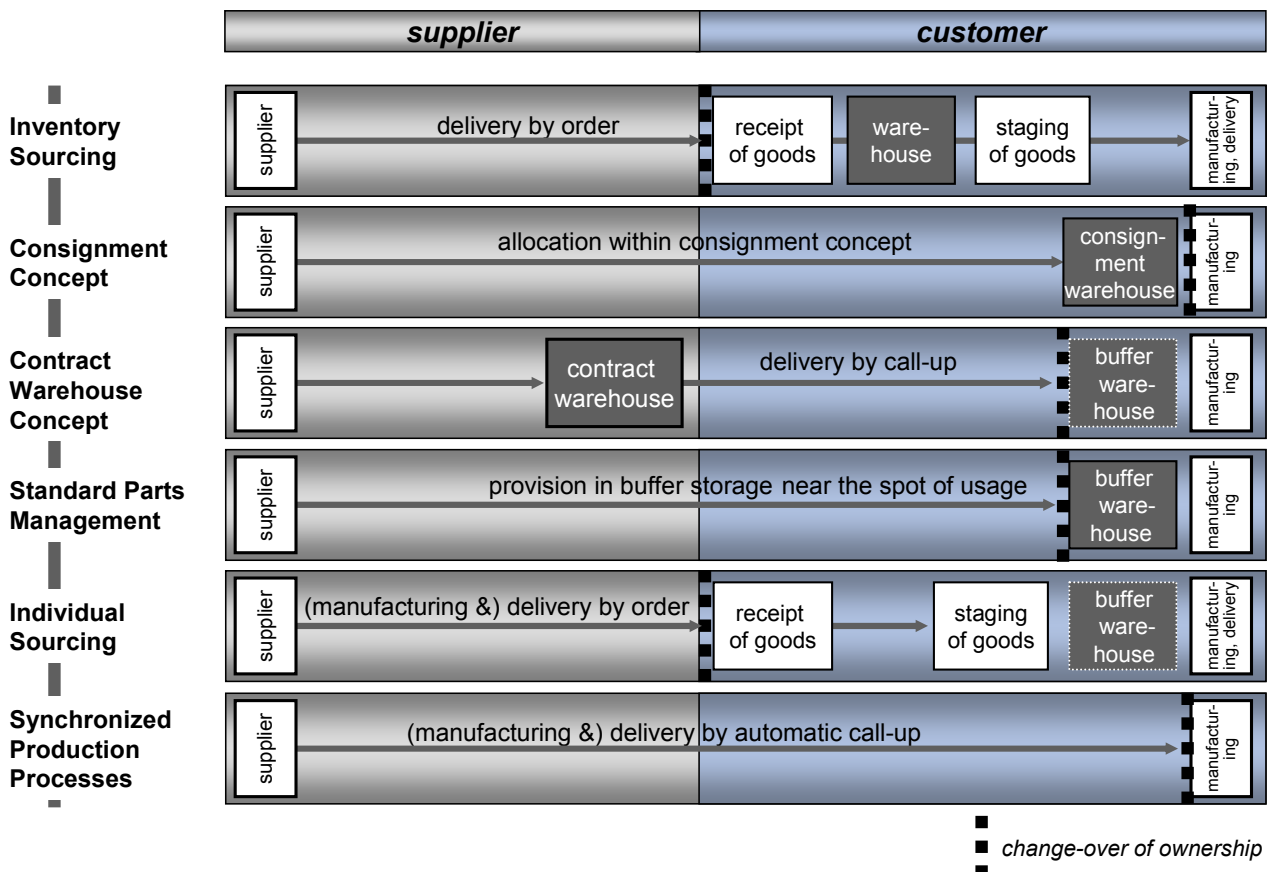 supplier
customer
Inventory
Sourcing
supplier
delivery by order
receipt
of goods
ware-
house
staging
of goods
manufactur-
ing, delivery
Consignment
Concept
supplier
allocation within consignment concept
consign-
ment
warehouse
manufactur-
ing
Contract
Warehouse
Concept
supplier
contract
warehouse
delivery by call-up
buffer
ware-
house
manufactur-
ing
Standard Parts
Management
supplier
provision in buffer storage near the spot of usage
buffer
ware-
house
manufactur-
ing
Individual
Sourcing
supplier
(manufacturing &) delivery by order
receipt
of goods
staging
of goods
buffer
ware-
house
manufactur-
ing, delivery
Synchronized
Production
Processes
supplier
(manufacturing &) delivery by automatic call-up
manufactur-
ing
change-over of ownership